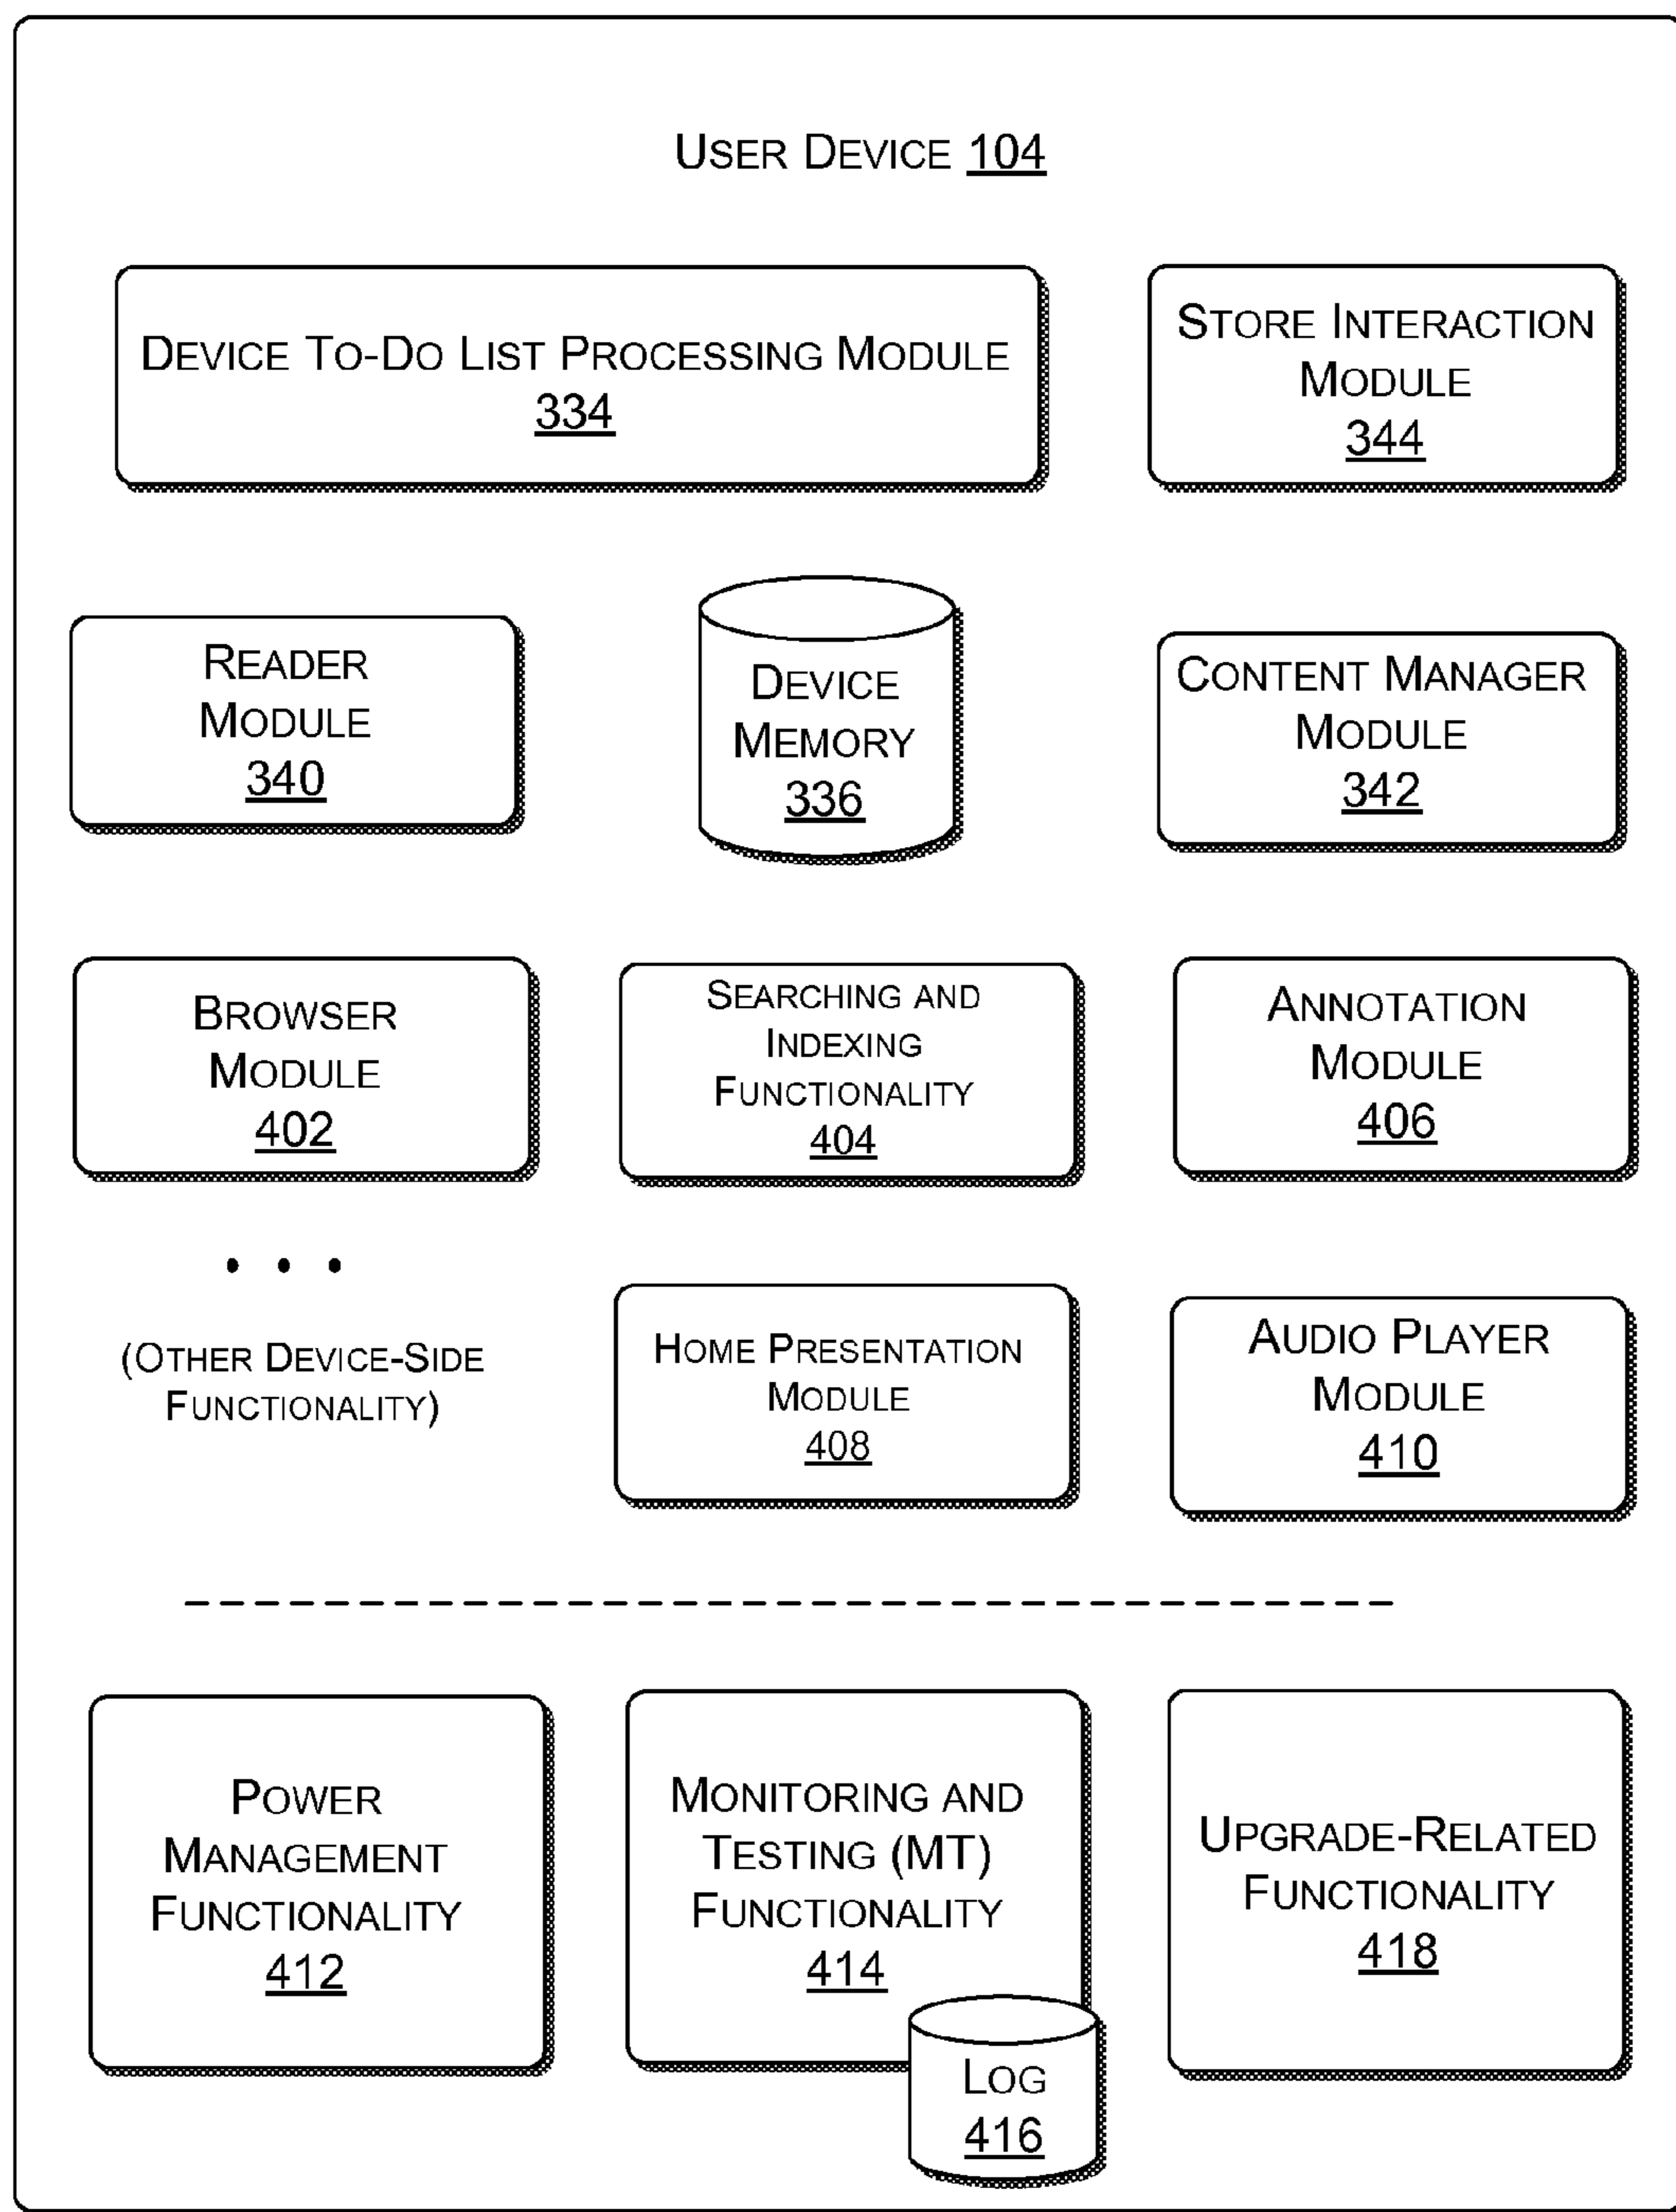 USER DEVICE 104
DEVICE TO-DO LIST PROCESSING MODULE
334
STORE INTERACTION
MODULE
344
READER
MODULE
340
DEVICE
MEMORY
336
CONTENT MANAGER
MODULE
342
BROWSER
MODULE
402
SEARCHING AND
INDEXING
FUNCTIONALITY
404
ANNOTATION
MODULE
406
• • •
(OTHER DEVICE-SIDE
FUNCTIONALITY)
HOME PRESENTATION
MODULE
408
AUDIO PLAYER
MODULE
410
POWER
MANAGEMENT
FUNCTIONALITY
412
MONITORING AND
TESTING (MT)
FUNCTIONALITY
414
LOG
416
UPGRADE-RELATED
FUNCTIONALITY
418